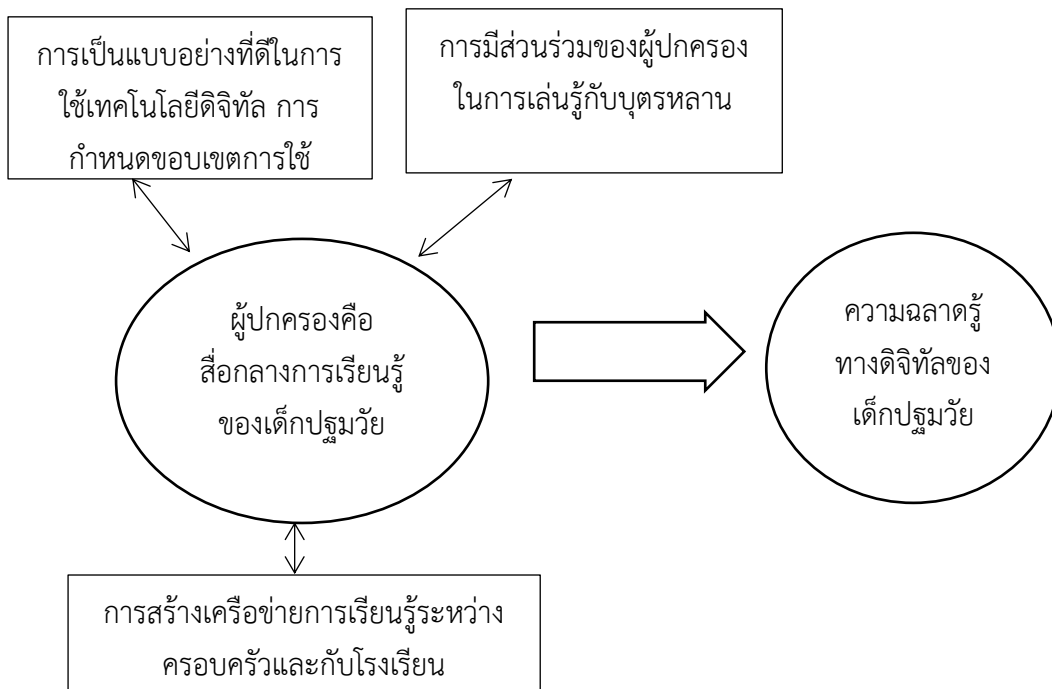 การเป็นแบบอย่างที่ดีในการ
ใช้เทคโนโลยีดิจิทัล การ
กำหนดขอบเขตการใช้
การมีส่วนร่วมของผู้ปกครอง
ในการเล่นรู้กับบุตรหลาน
ผู้ปกครองคือ
สื่อกลางการเรียนรู้
ของเด็กปฐมวัย
ความฉลาดรู้
ทางดิจิทัลของ
เด็กปฐมวัย
การสร้างเครือข่ายการเรียนรู้ระหว่าง
ครอบครัวและกับโรงเรียน